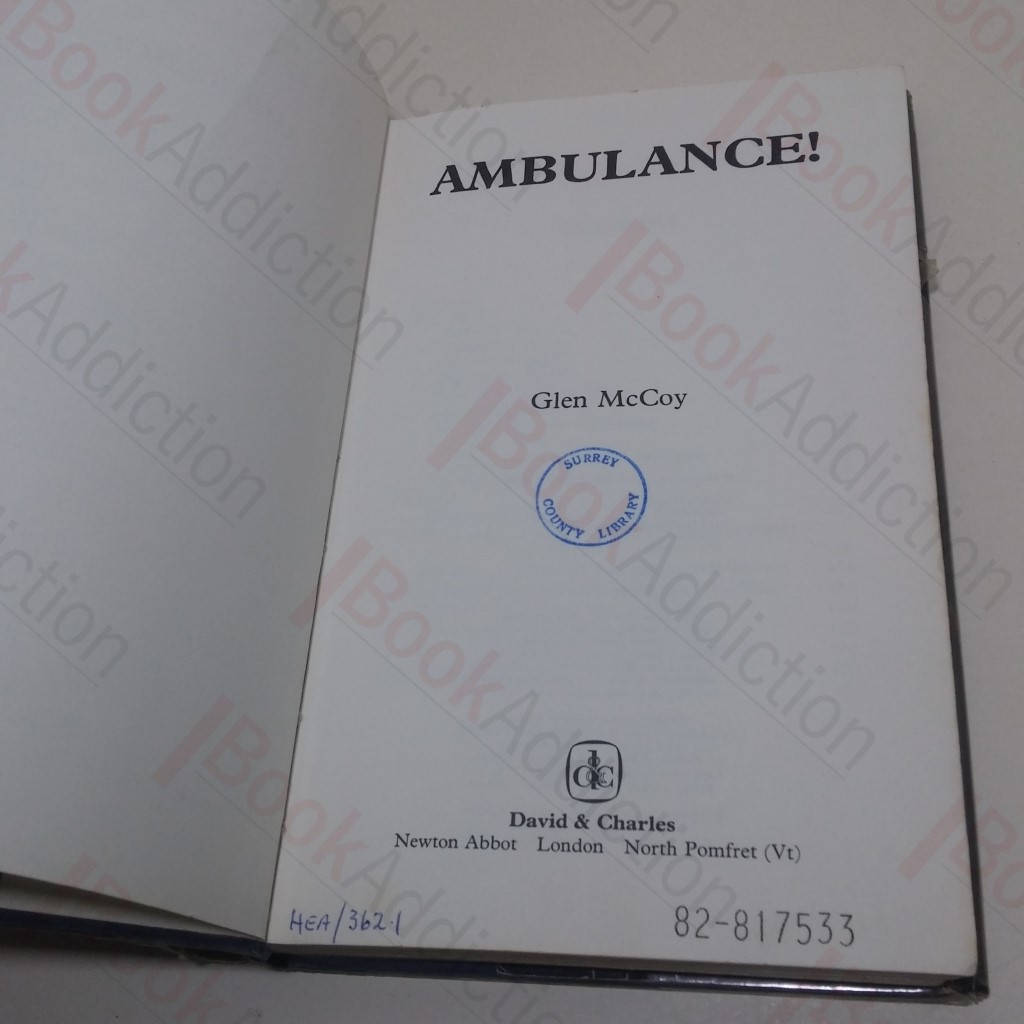 AMBULANCE!
Glen McCoy
SURREY
COUNTY LIBRARY
David & Charles
Newton Abbot London North Pomfret (Vt)
HEA/362.1
82-817533
BookAddiction